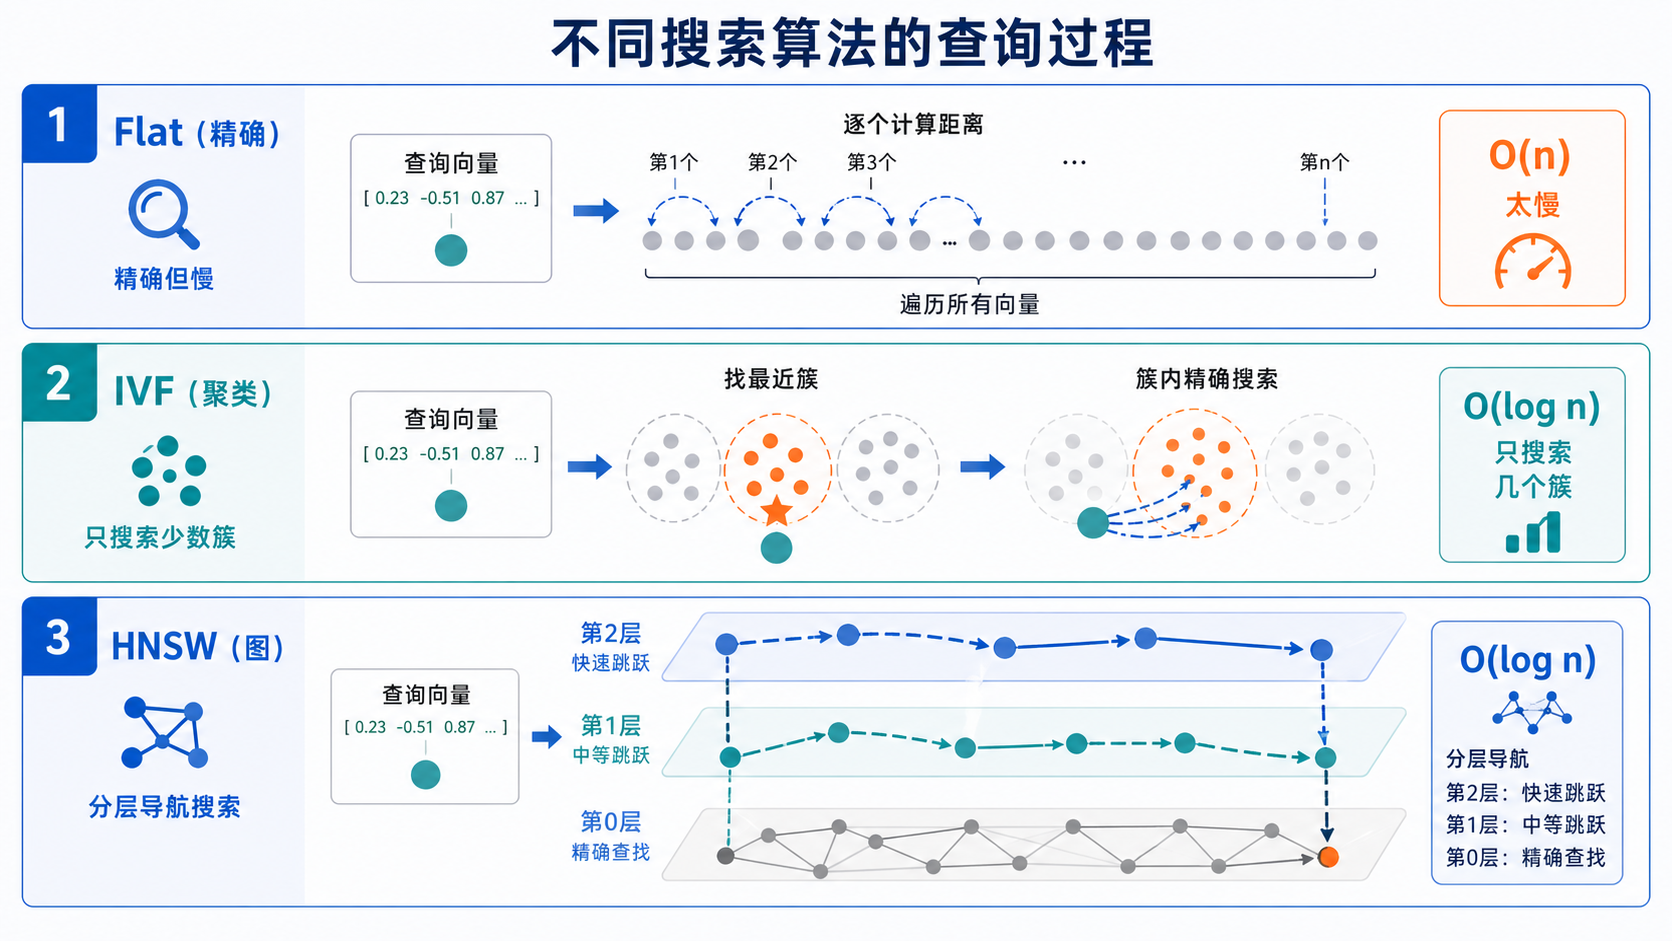 不同搜索算法的查询过程
1
Flat（精确）
精确但慢
查询向量
[ 0.23 -0.51 0.87 ... ]
逐个计算距离
第1个
第2个
第3个
...
第n个
...
遍历所有向量
O(n)
太慢
2
IVF（聚类）
只搜索少数簇
查询向量
[ 0.23 -0.51 0.87 ... ]
找最近簇
簇内精确搜索
O(log n)
只搜索
几个簇
3
HNSW（图）
分层导航搜索
查询向量
[ 0.23 -0.51 0.87 ... ]
第2层
快速跳跃
第1层
中等跳跃
第0层
精确查找
O(log n)
分层导航
第2层：快速跳跃
第1层：中等跳跃
第0层：精确查找